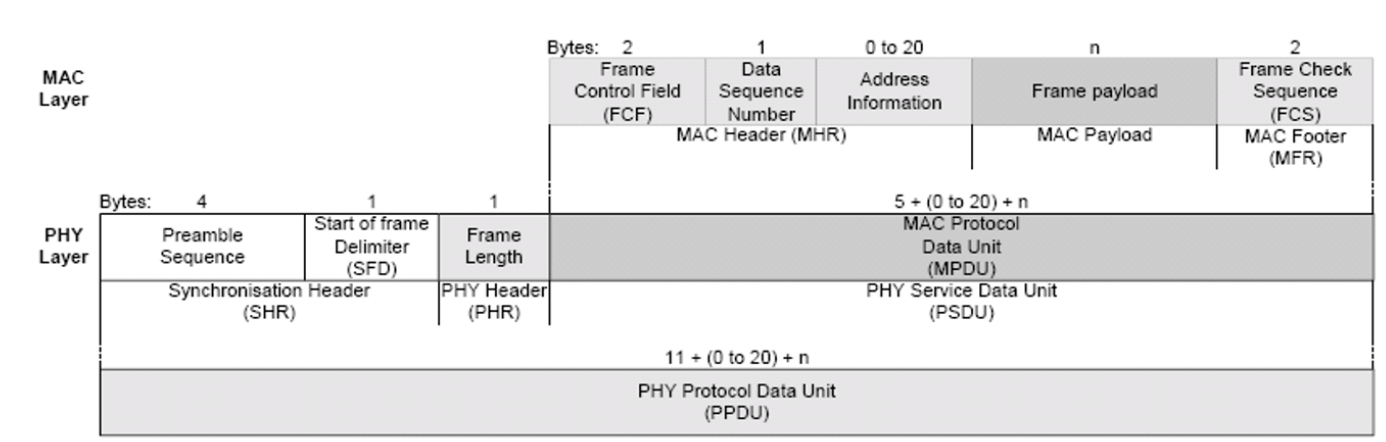 Bytes: 2 1 0 to 20 n 2
MAC
Layer
Frame
Control Field
(FCF)
Data
Sequence
Number
Address
Information
Frame payload
Frame Check
Sequence
(FCS)
MAC Header (MHR)
MAC Payload
MAC Footer
(MFR)
Bytes: 4 1 1 5 + (0 to 20) + n
PHY
Layer
Preamble
Sequence
Start of frame
Delimiter
(SFD)
Frame
Length
MAC Protocol
Data Unit
(MPDU)
Synchronisation Header
(SHR)
PHY Header
(PHR)
PHY Service Data Unit
(PSDU)
11 + (0 to 20) + n
PHY Protocol Data Unit
(PPDU)